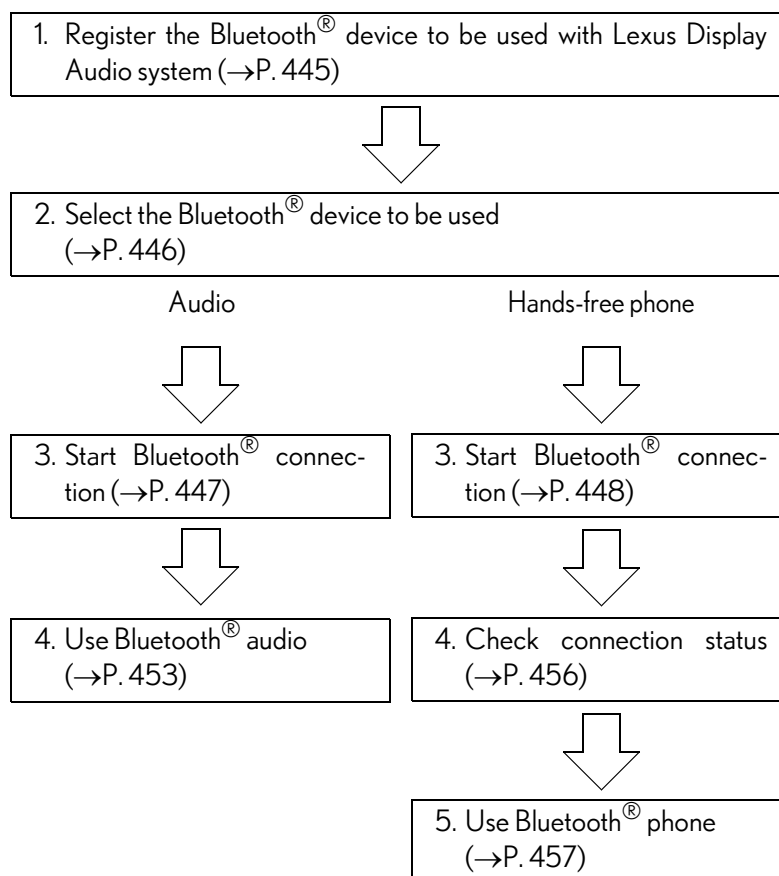 1. Register the Bluetooth® device to be used with Lexus Display
Audio system (→P. 445)
2. Select the Bluetooth® device to be used
(→P. 446)
Audio
3. Start Bluetooth® connec-
tion (→P. 447)
4. Use Bluetooth® audio
(→P. 453)
Hands-free phone
3. Start Bluetooth® connec-
tion (→P. 448)
4. Check connection status
(→P. 456)
5. Use Bluetooth® phone
(→P. 457)